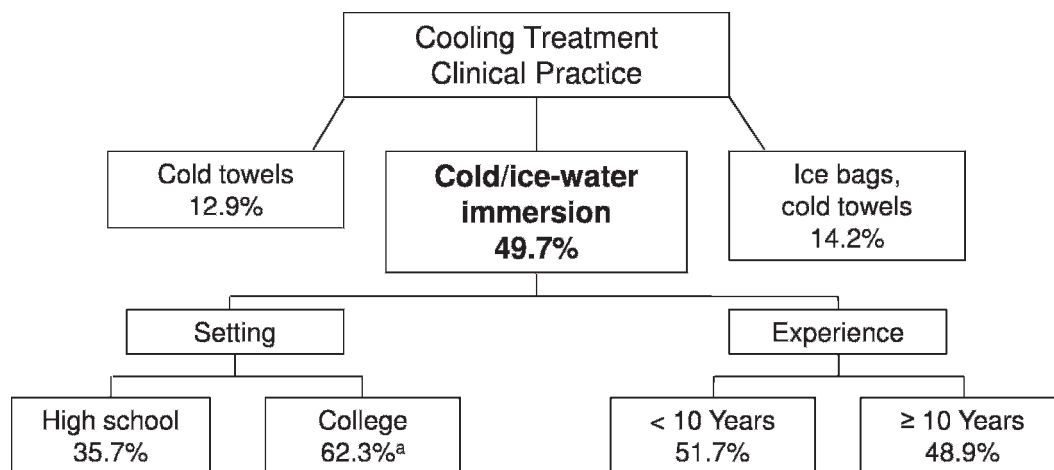 Cooling Treatment
Clinical Practice
Cold towels
12.9%
Cold/ice-water
immersion
49.7%
Ice bags,
cold towels
14.2%
Setting
Experience
High school
35.7%
College
62.3%ᵃ
< 10 Years
51.7%
≥ 10 Years
48.9%